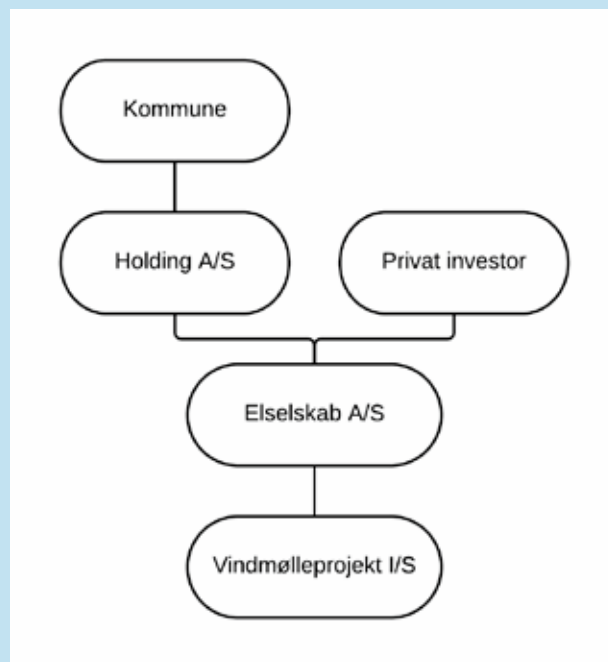 Kommune
Holding A/S
Privat investor
Elselskab A/S
Vindmølleprojekt I/S